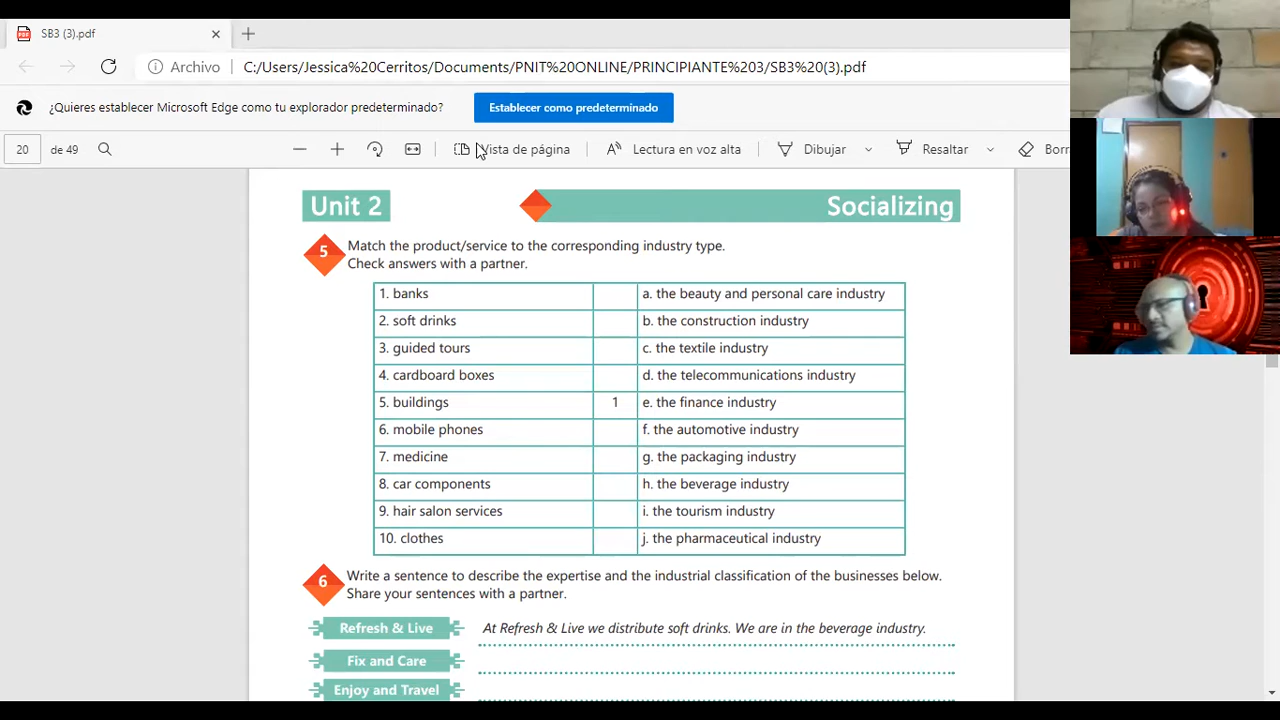 SB3 (3).pdf
Archivo C:/Users/Jessica%20Cerritos/Documents/PNIT%20ONLINE/PRINCIPIANTE%203/SB3%20(3).pdf
¿Quieres establecer Microsoft Edge como tu explorador predeterminado? Establecer como predeterminado
20 de 49 Vista de página Lectura en voz alta Dibujar Resaltar Borr
Unit 2 Socializing
5 Match the product/service to the corresponding industry type.
Check answers with a partner.
1. banks a. the beauty and personal care industry
2. soft drinks b. the construction industry
3. guided tours c. the textile industry
4. cardboard boxes d. the telecommunications industry
5. buildings 1 e. the finance industry
6. mobile phones f. the automotive industry
7. medicine g. the packaging industry
8. car components h. the beverage industry
9. hair salon services i. the tourism industry
10. clothes j. the pharmaceutical industry
6 Write a sentence to describe the expertise and the industrial classification of the businesses below.
Share your sentences with a partner.
Refresh & Live At Refresh & Live we distribute soft drinks. We are in the beverage industry.
Fix and Care
Enjoy and Travel